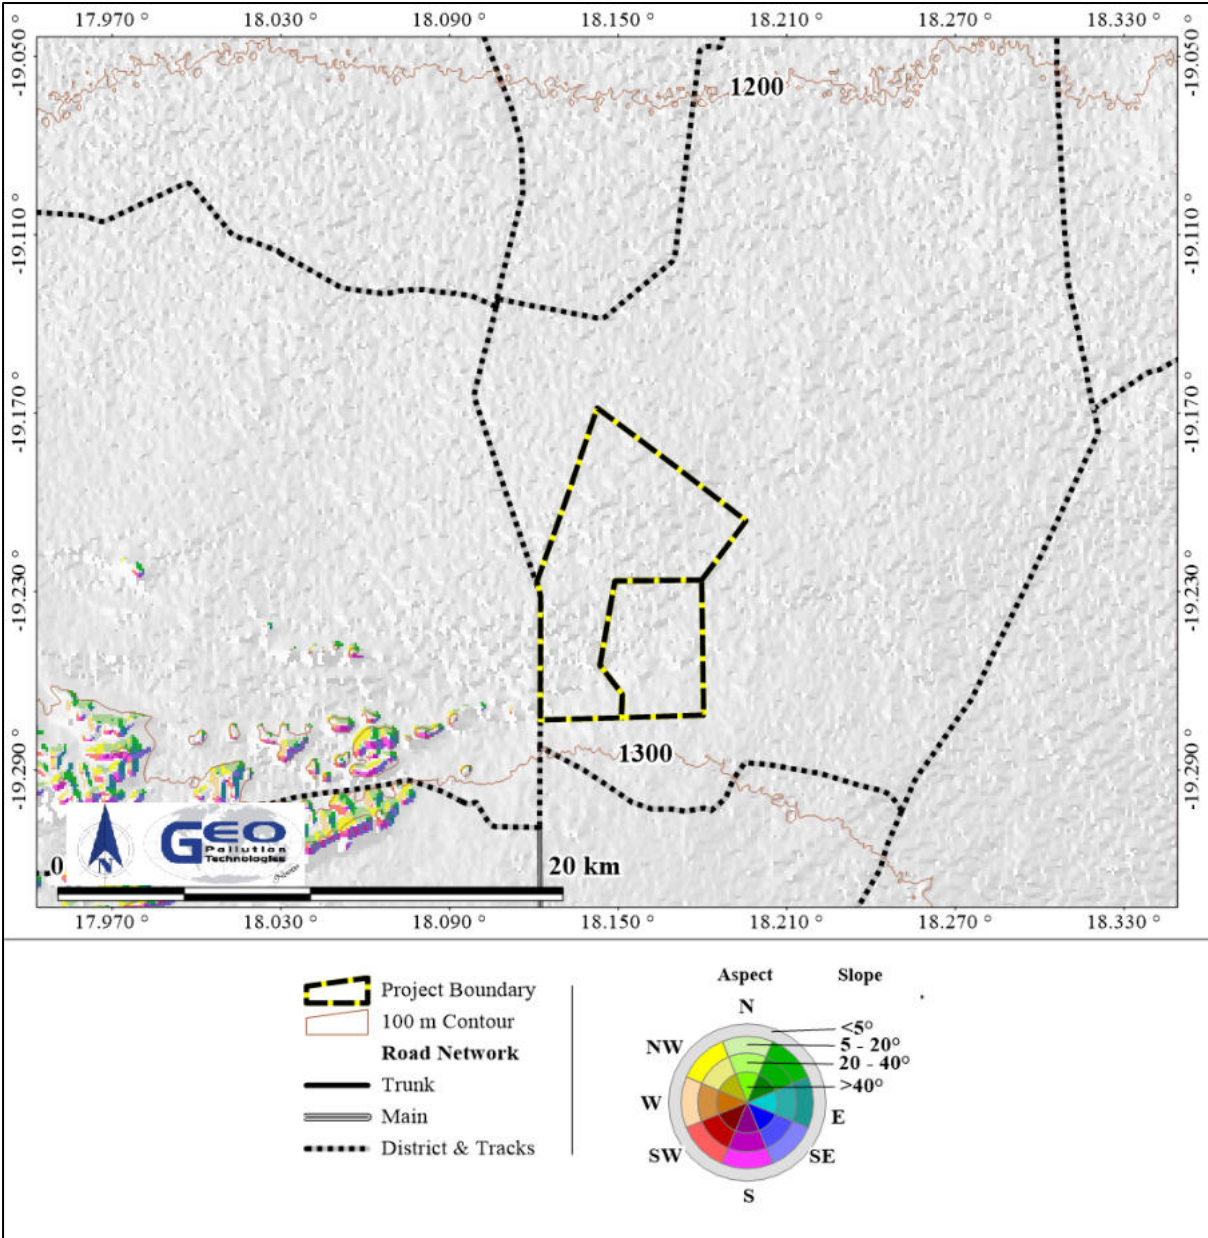 17.970 ° 18.030 ° 18.090 ° 18.150 ° 18.210 ° 18.270 ° 18.330 °
-19.050 ° -19.050 °
1200
-19.110 ° -19.110 °
-19.170 ° -19.170 °
-19.230 ° -19.230 °
-19.290 ° -19.290 °
1300
N
GEO
Pollution
Technologies
0 20 km
17.970 ° 18.030 ° 18.090 ° 18.150 ° 18.210 ° 18.270 ° 18.330 °
Project Boundary
100 m Contour
Road Network
Trunk
Main
District & Tracks
Aspect Slope
N
NW
W
SW
S
SE
E
<5°
5 - 20°
20 - 40°
>40°